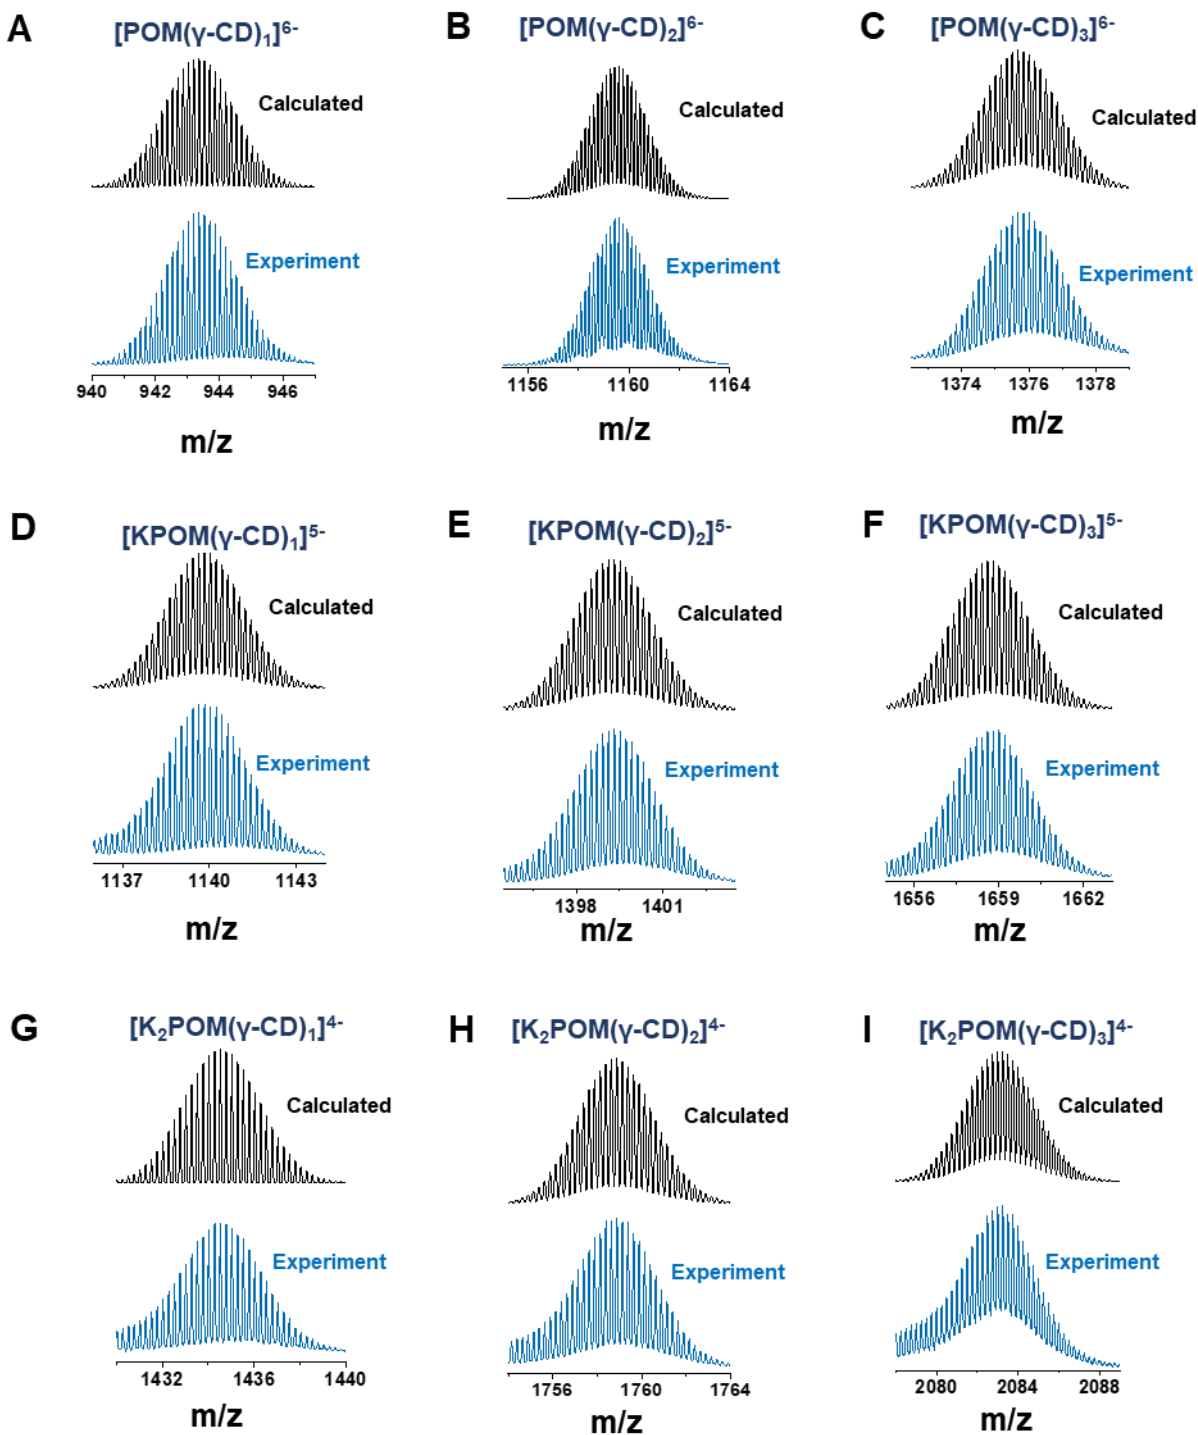 A [POM(γ-CD)₁]⁶⁻
Calculated
Experiment
940 942 944 946
m/z
B [POM(γ-CD)₂]⁶⁻
Calculated
Experiment
1156 1160 1164
m/z
C [POM(γ-CD)₃]⁶⁻
Calculated
Experiment
1374 1376 1378
m/z
D [KPOM(γ-CD)₁]⁵⁻
Calculated
Experiment
1137 1140 1143
m/z
E [KPOM(γ-CD)₂]⁵⁻
Calculated
Experiment
1398 1401
m/z
F [KPOM(γ-CD)₃]⁵⁻
Calculated
Experiment
1656 1659 1662
m/z
G [K₂POM(γ-CD)₁]⁴⁻
Calculated
Experiment
1432 1436 1440
m/z
H [K₂POM(γ-CD)₂]⁴⁻
Calculated
Experiment
1756 1760 1764
m/z
I [K₂POM(γ-CD)₃]⁴⁻
Calculated
Experiment
2080 2084 2088
m/z